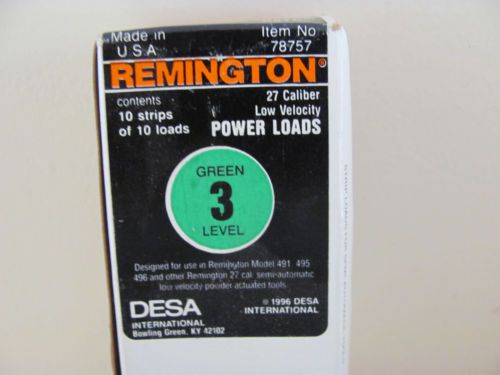 Made in
U.S.A
Item No
78757
REMINGTON®
contents
10 strips
of 10 loads
27 Caliber
Low Velocity
POWER LOADS
GREEN
3
LEVEL
Designed for use in Remington Model 491, 495
496 and other Remington 27 cal. semi-automatic
low velocity powder actuated tools.
DESA
INTERNATIONAL
Bowling Green, KY 42102
© 1996 DESA
INTERNATIONAL